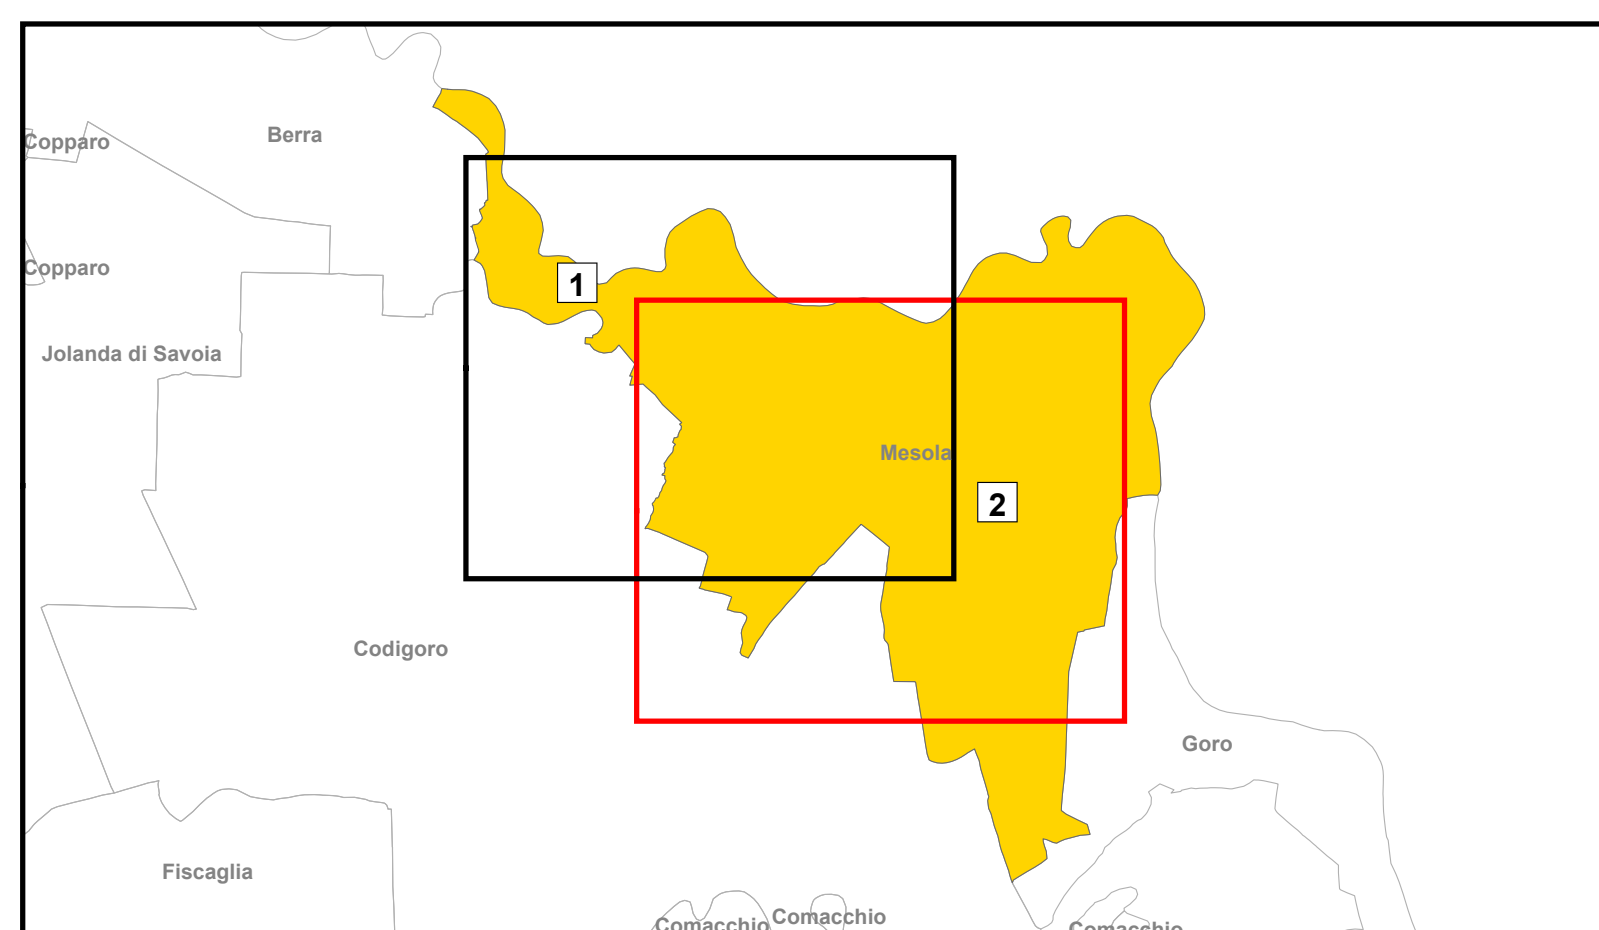 Berra
Copparo
Copparo
1
Jolanda di Savoia
Mesola
2
Codigoro
Goro
Fiscaglia
Comacchio
Comacchio
Comacchio